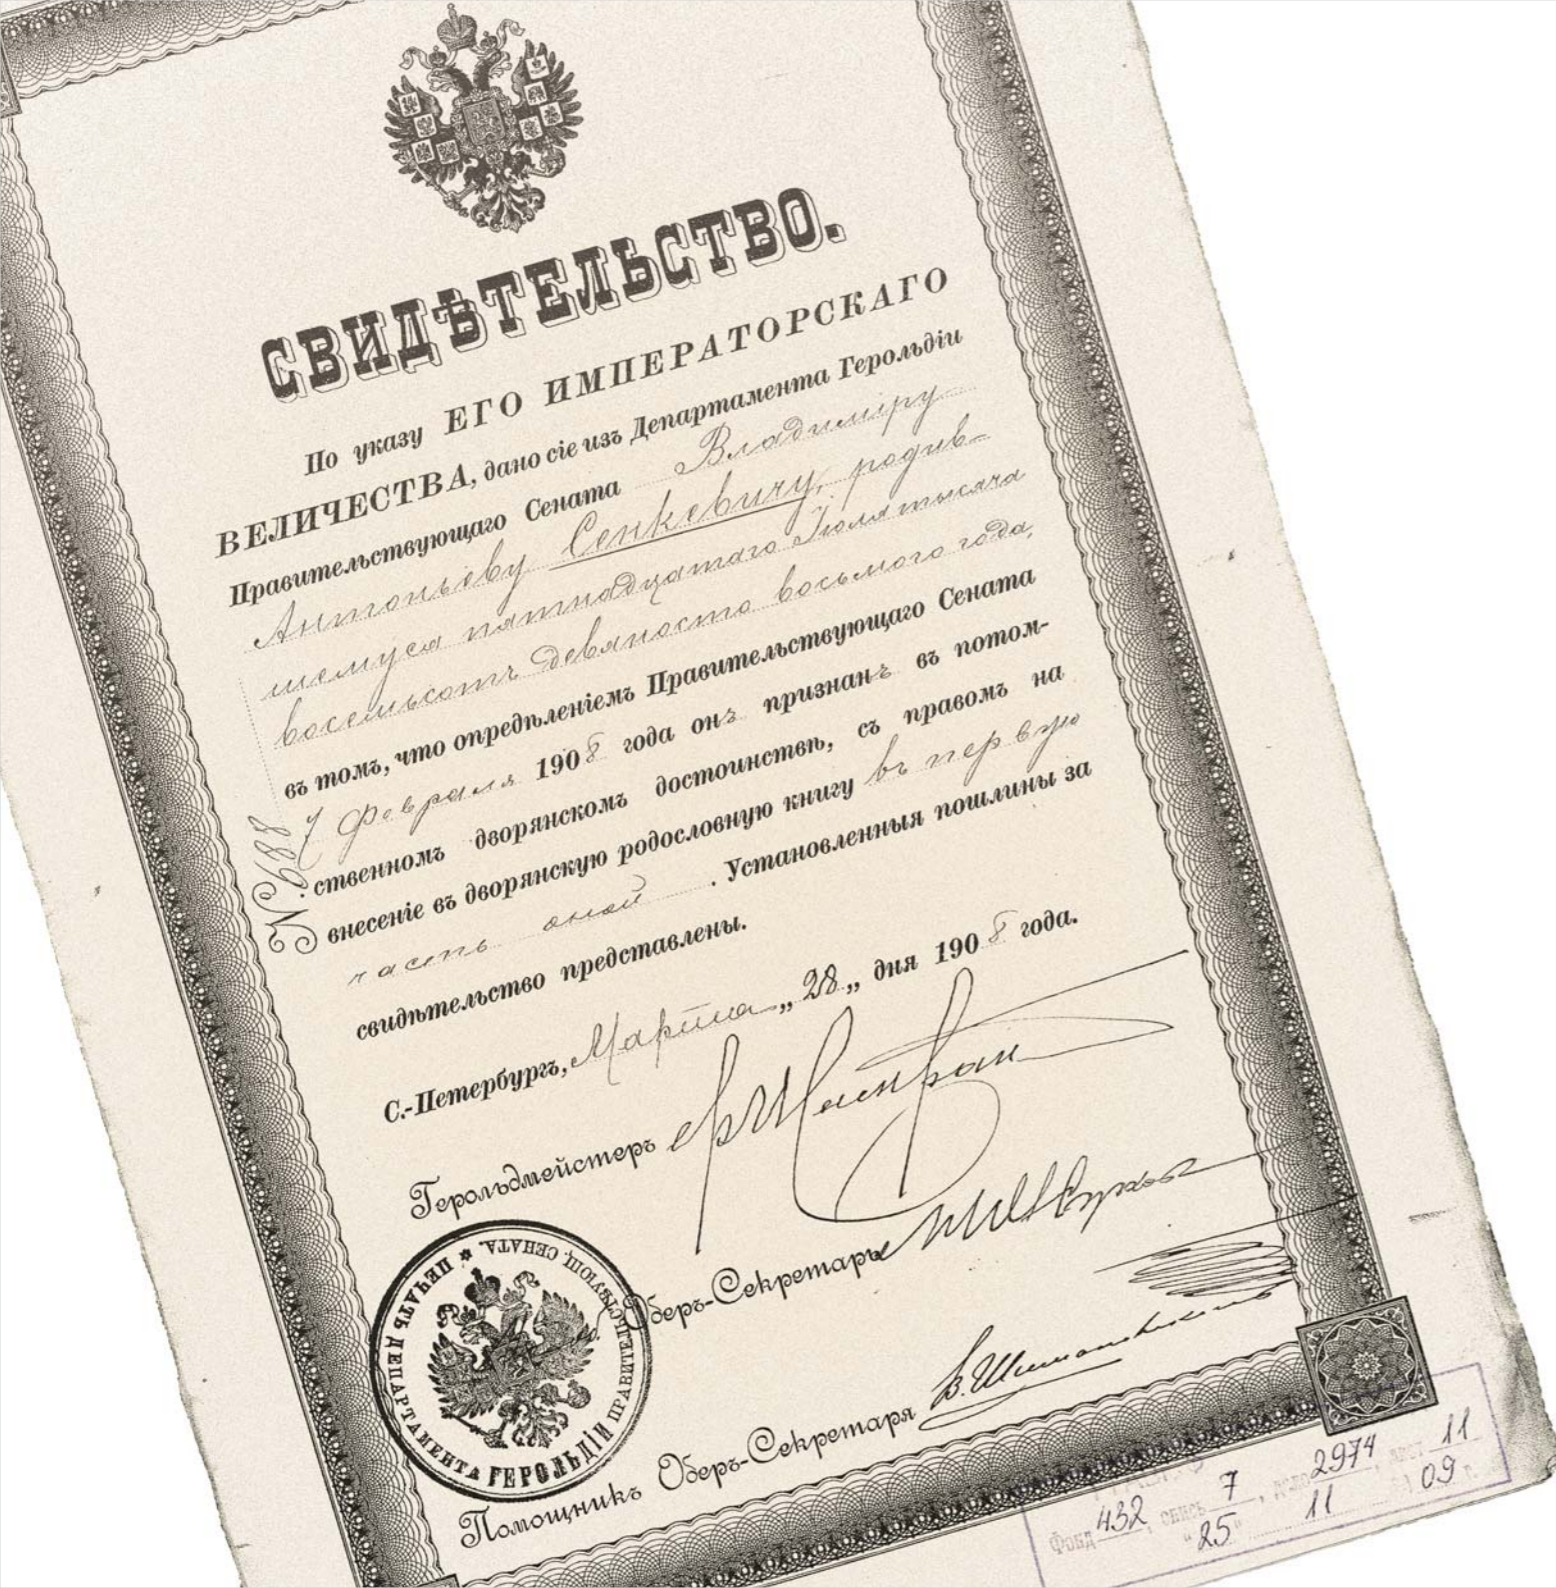 СВИДѢТЕЛЬСТВО.
По указу ЕГО ИМПЕРАТОРСКАГО
ВЕЛИЧЕСТВА, дано сіе изъ Департамента Герольдіи
Правительствующаго Сената Владиміру
Антоньеву Сенкевичу, родив-
шемуся пятнадцатаго Іюля тысяча
восемьсотъ девяносто восьмого года,
въ томъ, что опредѣленіемъ Правительствующаго Сената
7 Февраля 1908 года онъ признанъ въ потом-
ственномъ дворянскомъ достоинствѣ, съ правомъ на
внесеніе въ дворянскую родословную книгу въ первую
часть оной. Установленныя пошлины за
свидѣтельство представлены.
№ 688
С.-Петербургъ, Марта „28„ дня 1908 года.
Герольдмейстеръ
Оберъ-Секретарь
Помощникъ Оберъ-Секретаря
ПЕЧАТЬ ДЕПАРТАМЕНТА ГЕРОЛЬДІИ ПРАВИТЕЛЬСТВУЮЩ. СЕНАТА.
Фонд 432, опись 7, дело 2974, лист 11
"25" 11 09 г.